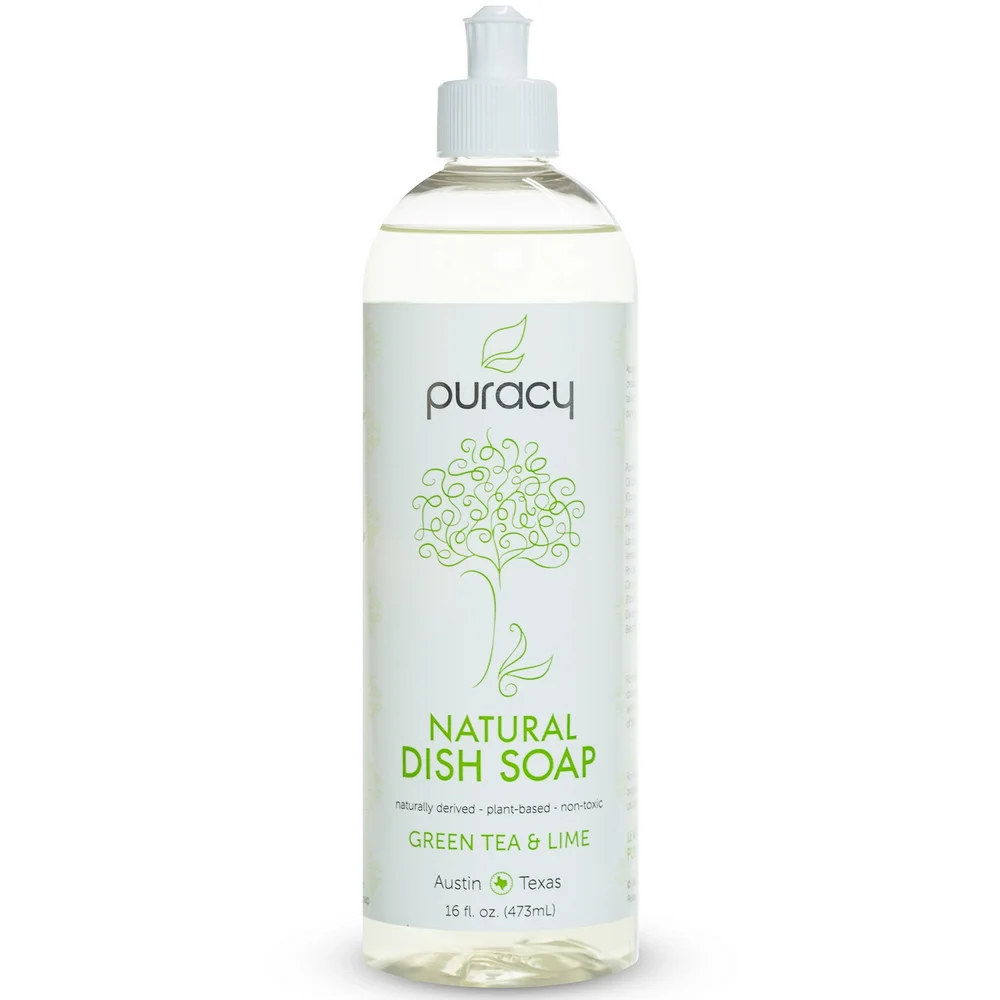 puracy
NATURAL
DISH SOAP
naturally derived - plant-based - non-toxic
GREEN TEA & LIME
Austin Texas
16 fl. oz. (473mL)